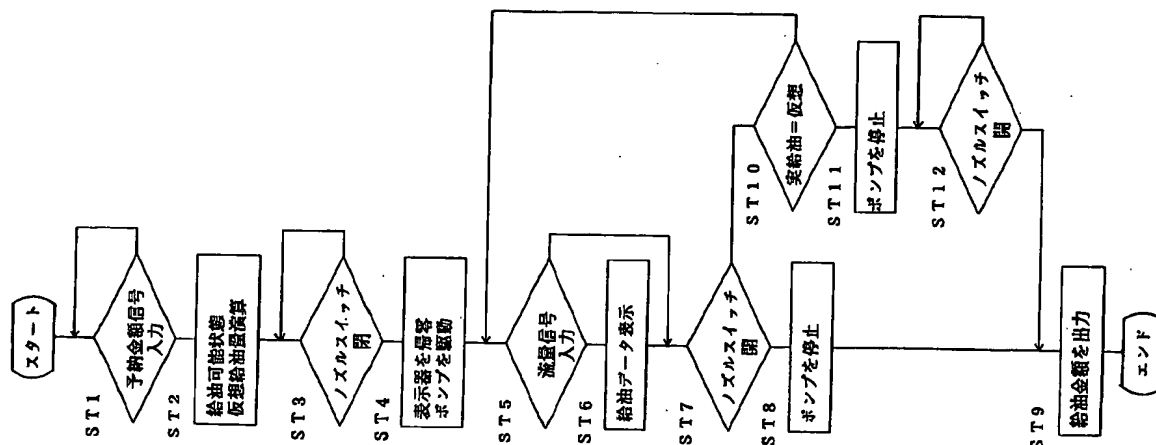 スタート
ST1
予納金額信号
入力
ST2
給油可能状態
仮想給油量演算
ST3
ノズルスイッチ
閉
ST4
表示器を帰零
ポンプを駆動
ST5
流量信号
入力
ST6
給油データ表示
ST7
ノズルスイッチ
開
ST8
ポンプを停止
ST10
実給油=仮想
ST11
ポンプを停止
ST12
ノズルスイッチ
開
ST9
給油金額を出力
エンド